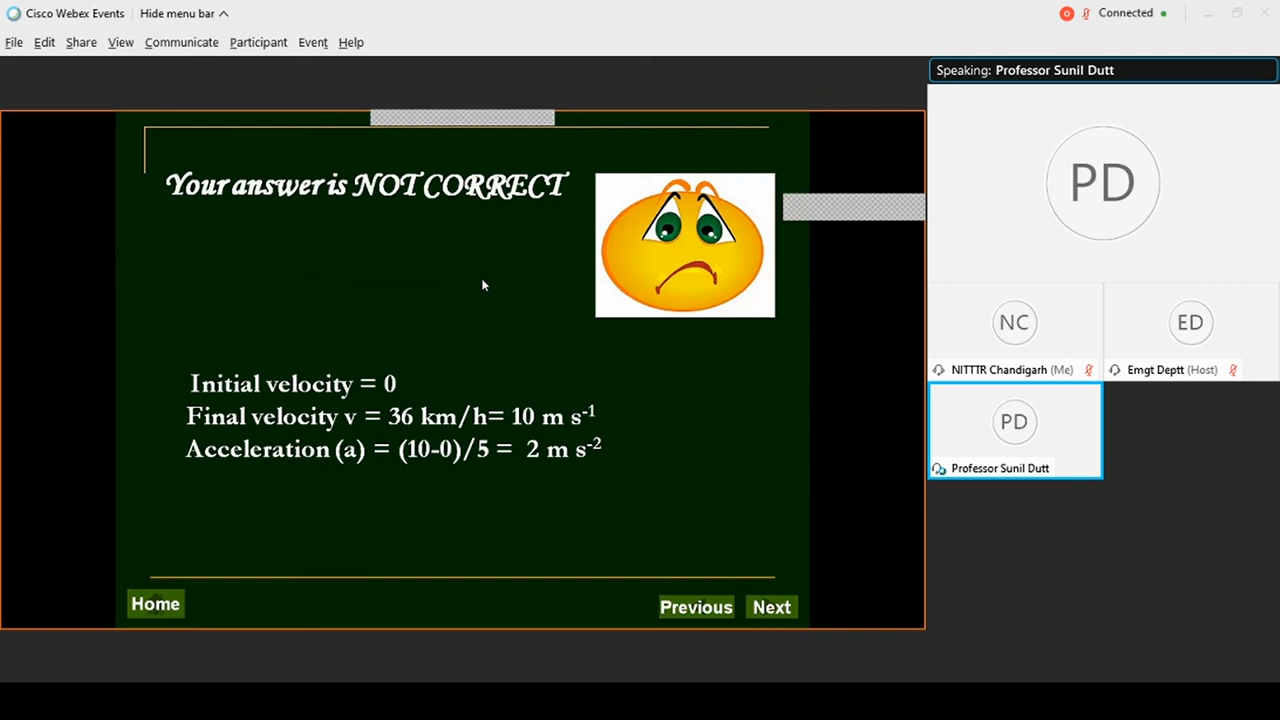 Cisco Webex Events
Hide menu bar
Connected
File Edit Share View Communicate Participant Event Help
Speaking: Professor Sunil Dutt
PD
NC
ED
NITTTR Chandigarh (Me)
Emgt Deptt (Host)
PD
Professor Sunil Dutt
Your answer is NOT CORRECT
Initial velocity = 0
Final velocity v = 36 km/h= 10 m s⁻¹
Acceleration (a) = (10-0)/5 = 2 m s⁻²
Home
Previous
Next